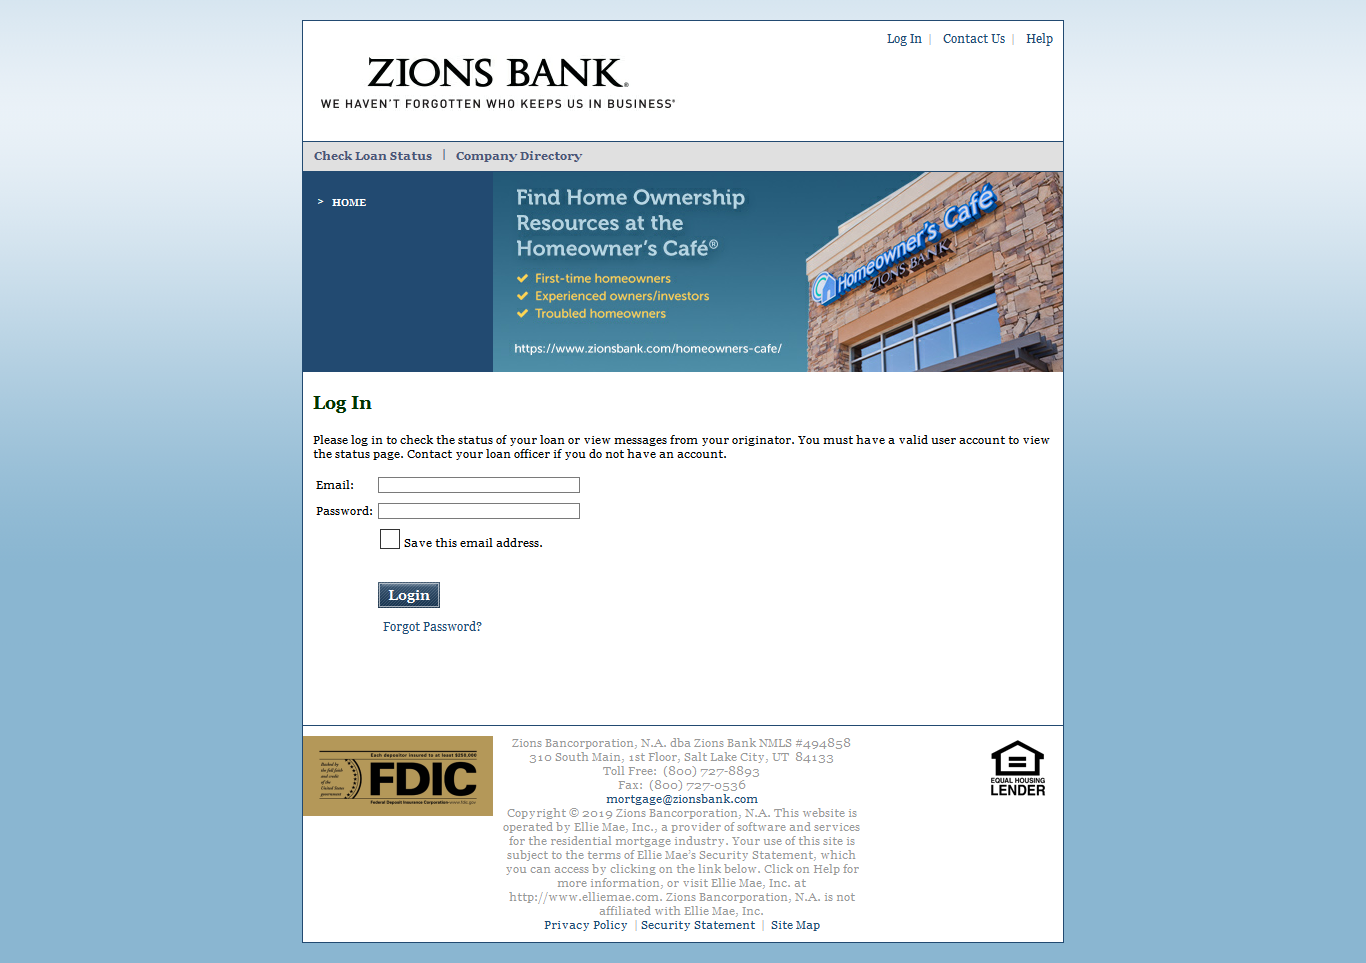 Log In | Contact Us | Help
ZIONS BANK®
WE HAVEN'T FORGOTTEN WHO KEEPS US IN BUSINESS®
Check Loan Status | Company Directory
> HOME
Find Home Ownership
Resources at the
Homeowner's Café®
First-time homeowners
Experienced owners/investors
Troubled homeowners
https://www.zionsbank.com/homeowners-cafe/
Homeowner's Café
ZIONS BANK
Log In
Please log in to check the status of your loan or view messages from your originator. You must have a valid user account to view
the status page. Contact your loan officer if you do not have an account.
Email:
Password:
Save this email address.
Login
Forgot Password?
Each depositor insured to at least $250,000
Backed by
the full faith
and credit
of the
United States
government
FDIC
Federal Deposit Insurance Corporation • www.fdic.gov
Zions Bancorporation, N.A. dba Zions Bank NMLS #494858
310 South Main, 1st Floor, Salt Lake City, UT 84133
Toll Free: (800) 727-8893
Fax: (800) 727-0536
mortgage@zionsbank.com
Copyright © 2019 Zions Bancorporation, N.A. This website is
operated by Ellie Mae, Inc., a provider of software and services
for the residential mortgage industry. Your use of this site is
subject to the terms of Ellie Mae's Security Statement, which
you can access by clicking on the link below. Click on Help for
more information, or visit Ellie Mae, Inc. at
http://www.elliemae.com. Zions Bancorporation, N.A. is not
affiliated with Ellie Mae, Inc.
Privacy Policy | Security Statement | Site Map
EQUAL HOUSING
LENDER